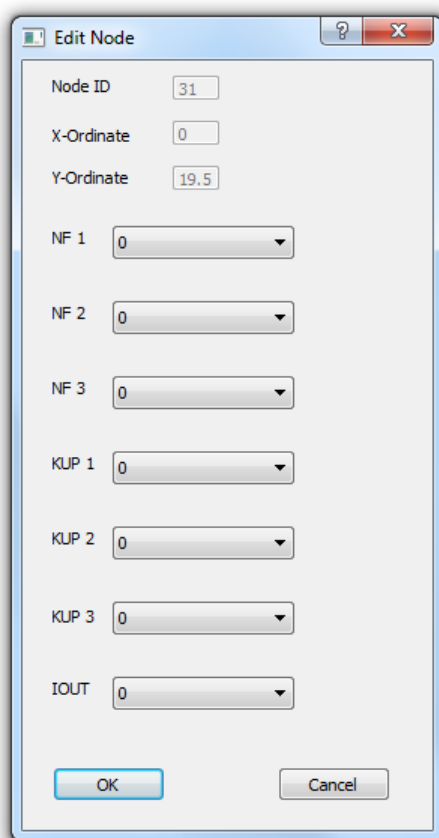 Edit Node
Node ID 31
X-Ordinate 0
Y-Ordinate 19.5
NF 1 0
NF 2 0
NF 3 0
KUP 1 0
KUP 2 0
KUP 3 0
IOUT 0
OK Cancel